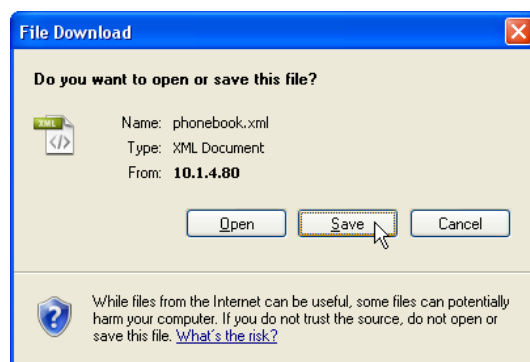 File Download
Do you want to open or save this file?
XML
</>
Name: phonebook.xml
Type: XML Document
From: 10.1.4.80
Open Save Cancel
While files from the Internet can be useful, some files can potentially
harm your computer. If you do not trust the source, do not open or
save this file. What's the risk?